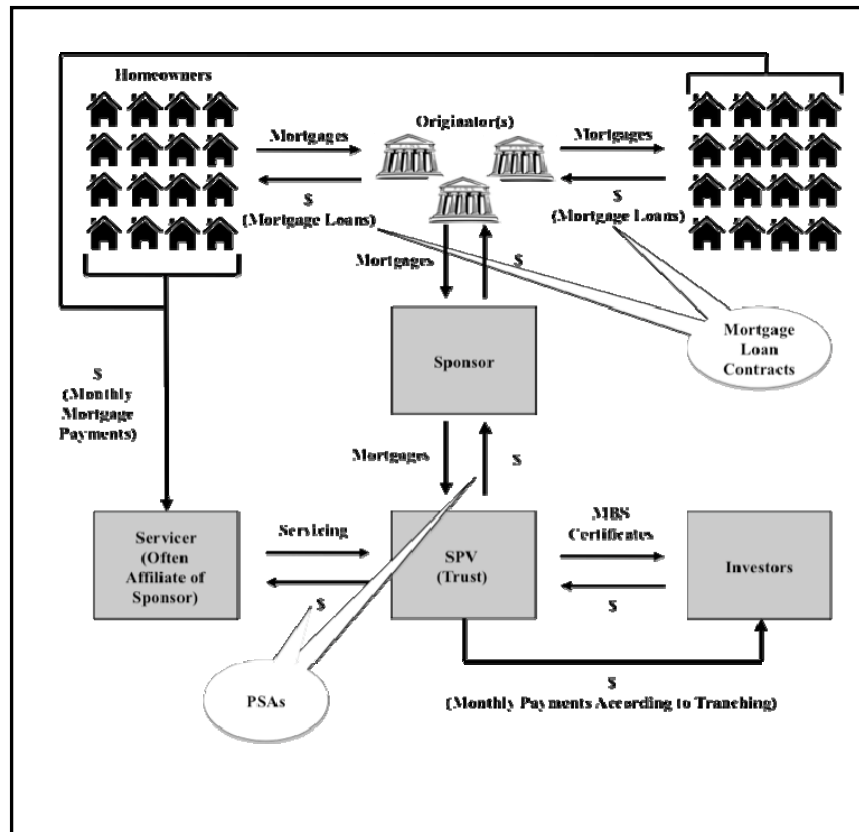 Homeowners
Originator(s)
Mortgages
Mortgages
$
(Mortgage Loans)
$
(Mortgage Loans)
Mortgages
$
Sponsor
Mortgage
Loan
Contracts
$
(Monthly
Mortgage
Payments)
Mortgages
$
Servicer
(Often
Affiliate of
Sponsor)
Servicing
$
SPV
(Trust)
MBS
Certificates
$
Investors
PSAs
$
(Monthly Payments According to Tranching)